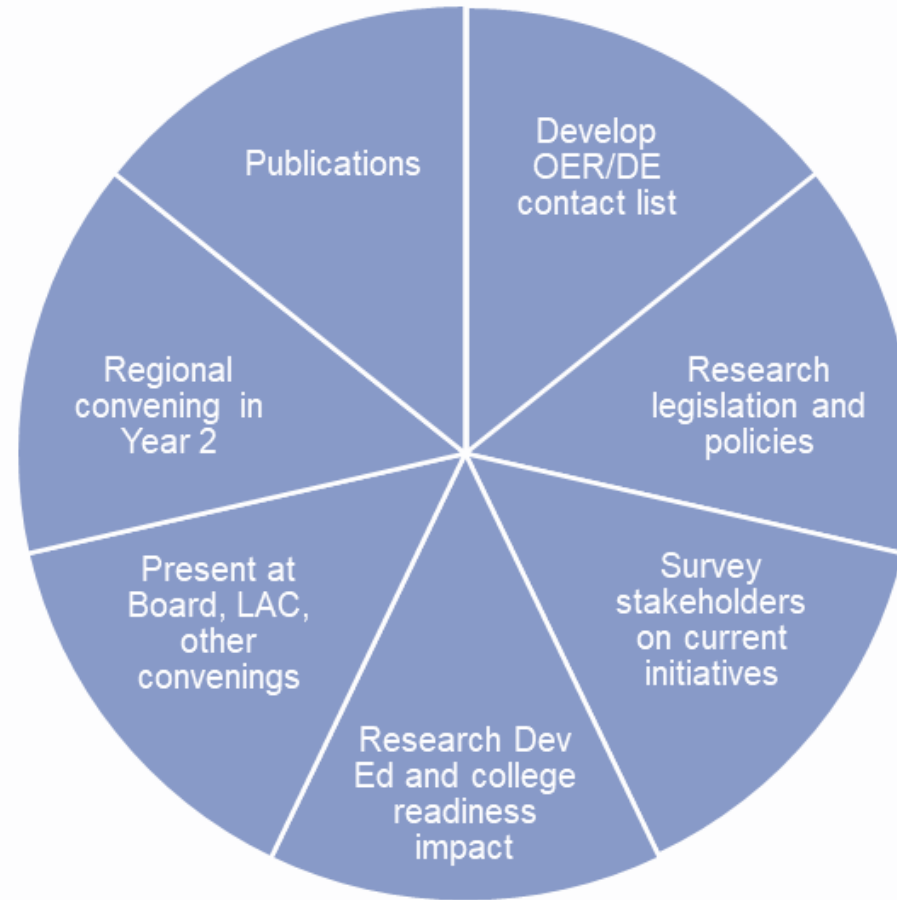 Develop
OER/DE
contact list
Research
legislation and
policies
Survey
stakeholders
on current
initiatives
Research Dev
Ed and college
readiness
impact
Present at
Board, LAC,
other
convenings
Regional
convening in
Year 2
Publications